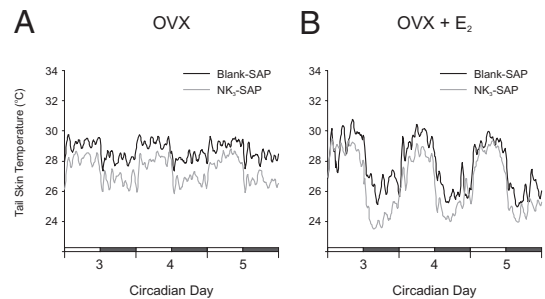 A
OVX
B
OVX + E₂
Blank-SAP
NK₃-SAP
Blank-SAP
NK₃-SAP
Tail Skin Temperature (°C)
34
32
30
28
26
24
34
32
30
28
26
24
3
4
5
3
4
5
Circadian Day
Circadian Day